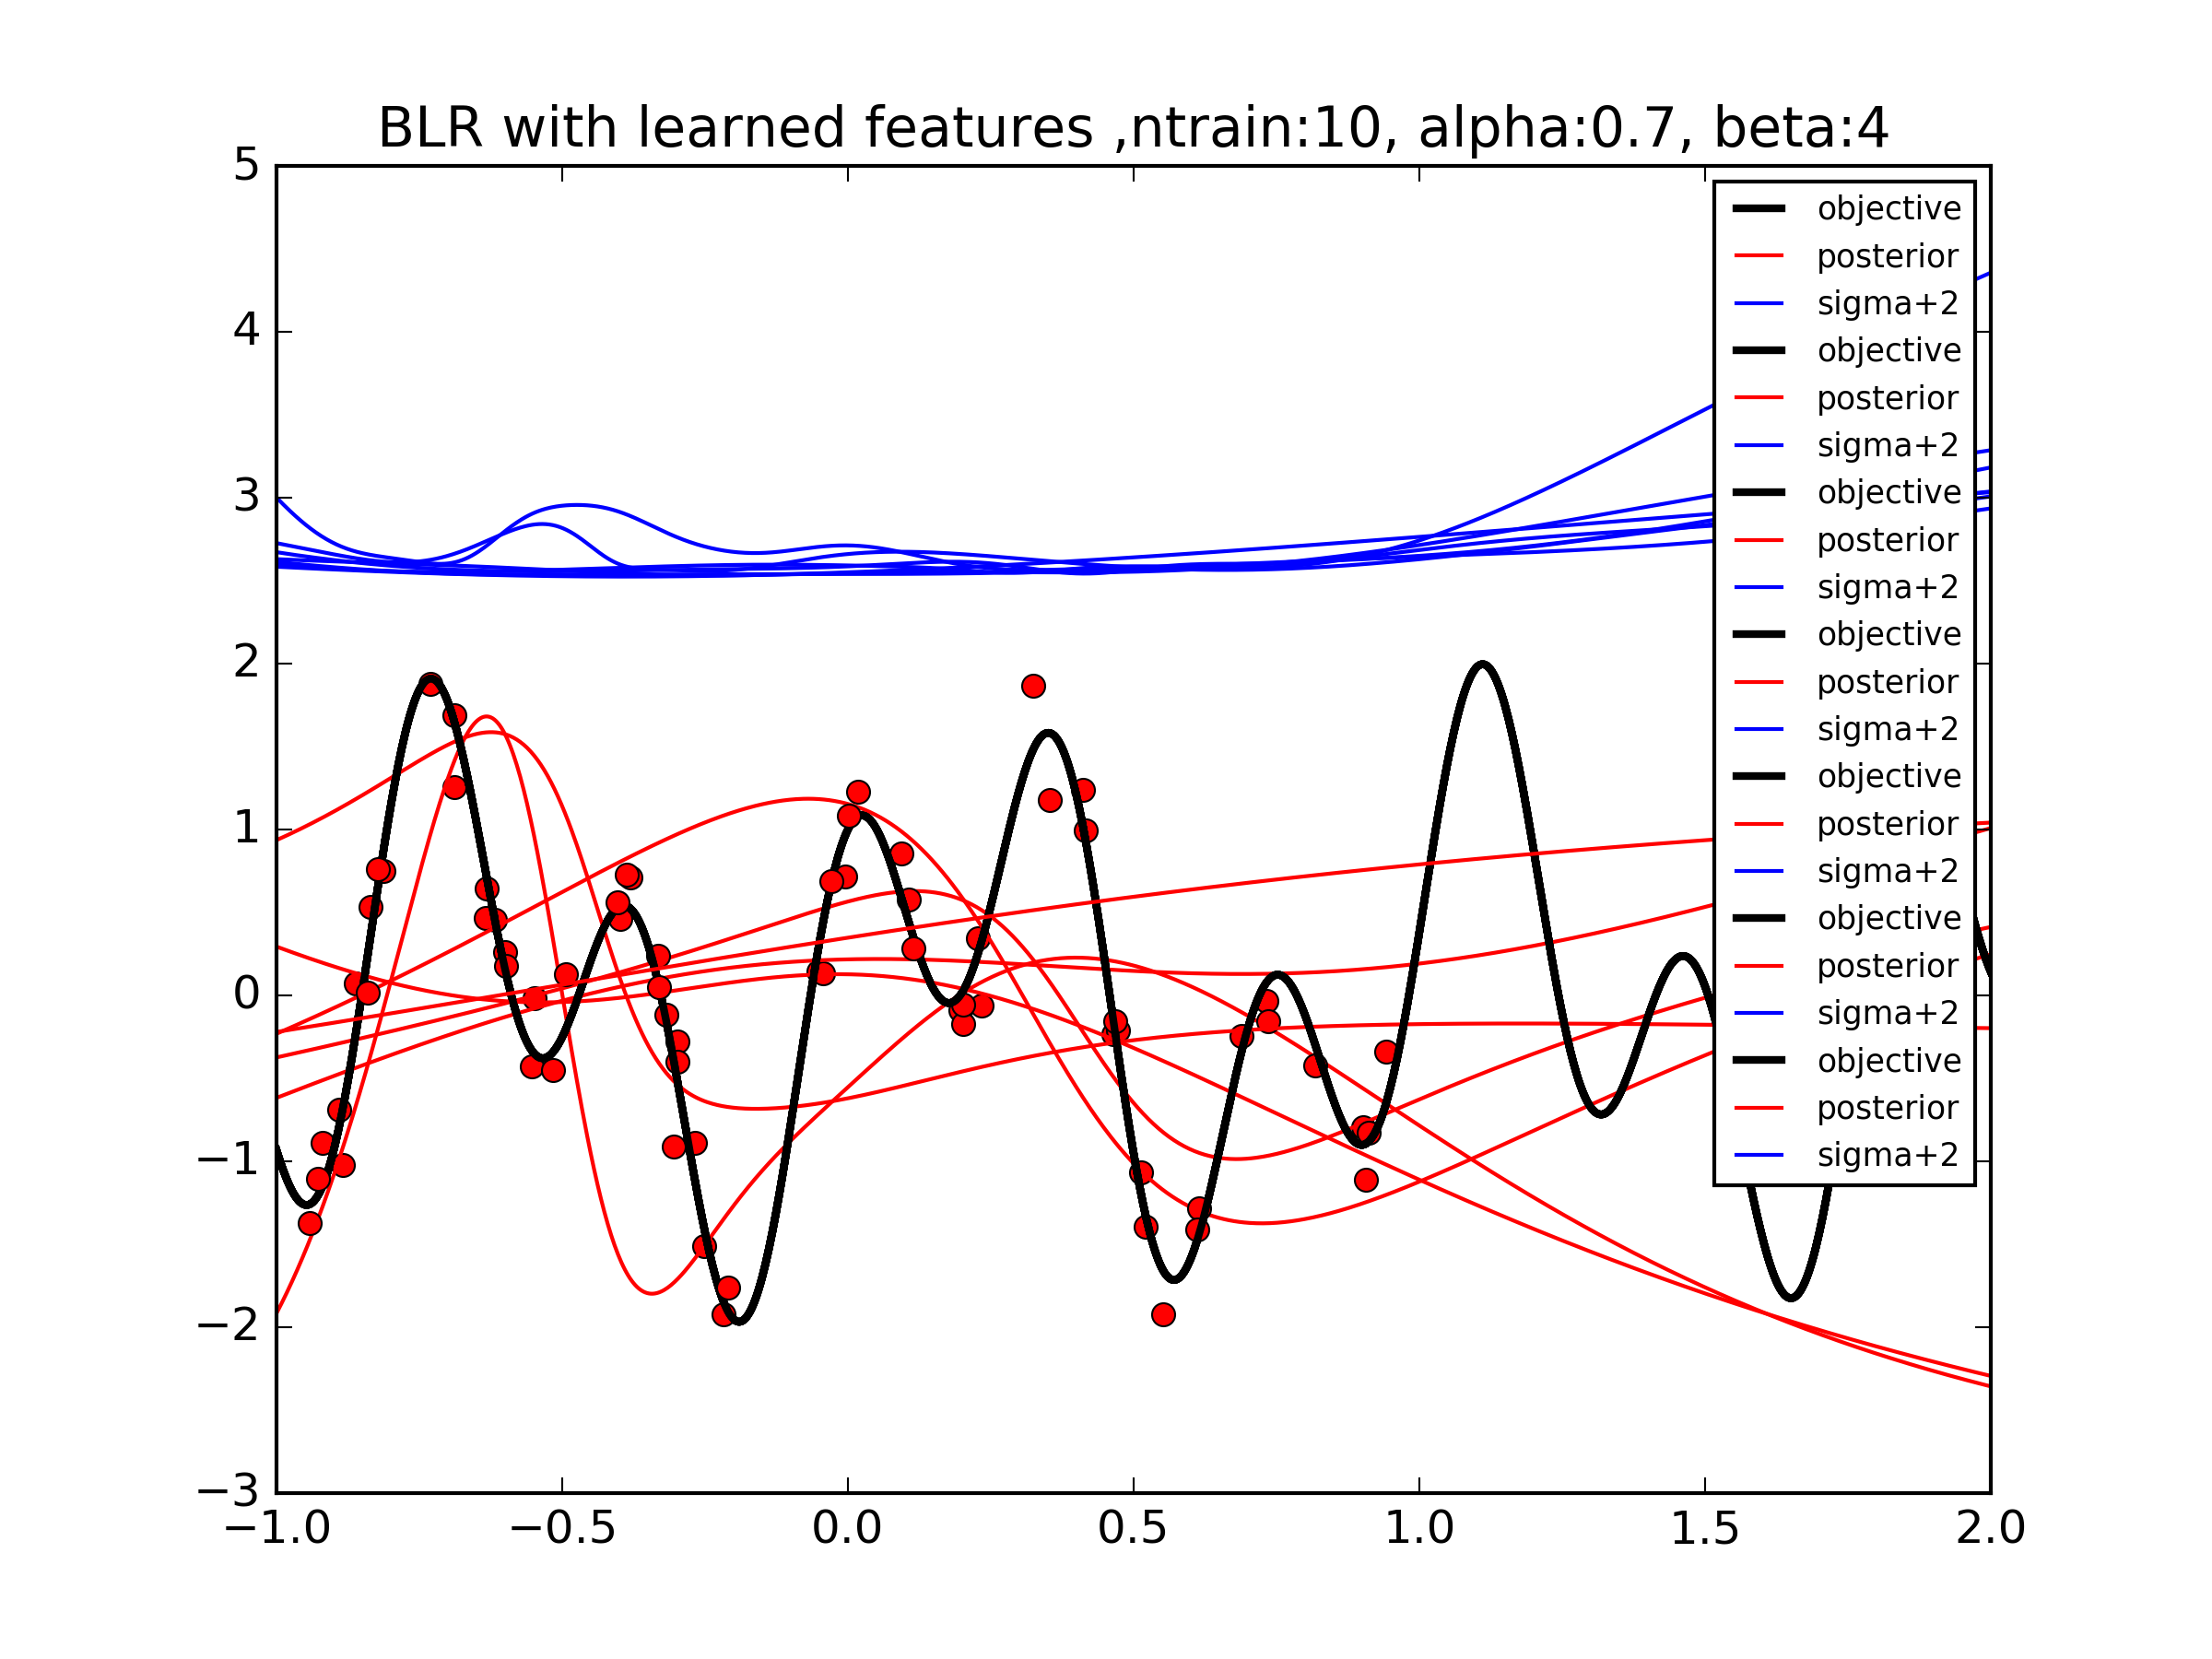 BLR with learned features ,ntrain:10, alpha:0.7, beta:4
5
4
3
2
1
0
−1
−2
−3
−1.0 −0.5 0.0 0.5 1.0 1.5 2.0
objective
posterior
sigma+2
objective
posterior
sigma+2
objective
posterior
sigma+2
objective
posterior
sigma+2
objective
posterior
sigma+2
objective
posterior
sigma+2
objective
posterior
sigma+2